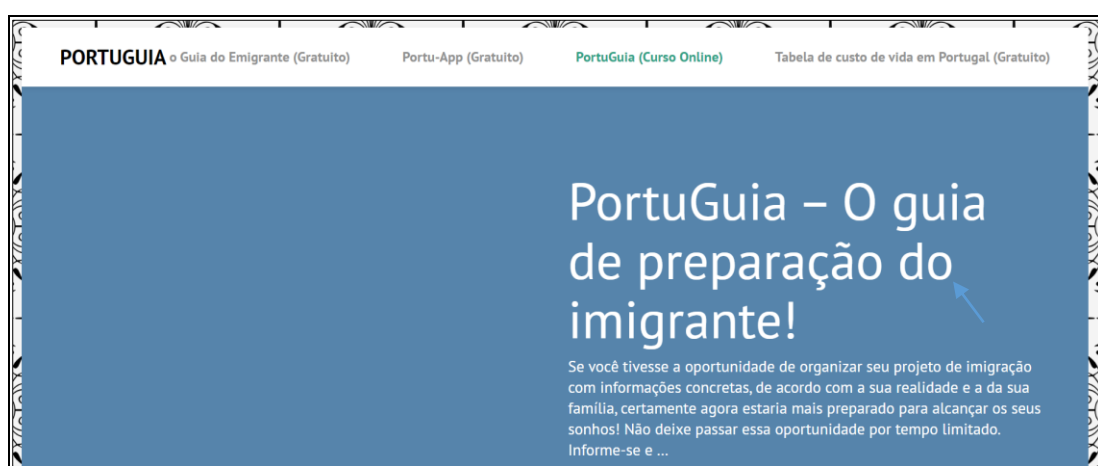 PORTUGUIA o Guia do Emigrante (Gratuito) Portu-App (Gratuito) PortuGuia (Curso Online) Tabela de custo de vida em Portugal (Gratuito)
PortuGuia – O guia
de preparação do
imigrante!
Se você tivesse a oportunidade de organizar seu projeto de imigração
com informações concretas, de acordo com a sua realidade e a da sua
família, certamente agora estaria mais preparado para alcançar os seus
sonhos! Não deixe passar essa oportunidade por tempo limitado.
Informe-se e ...